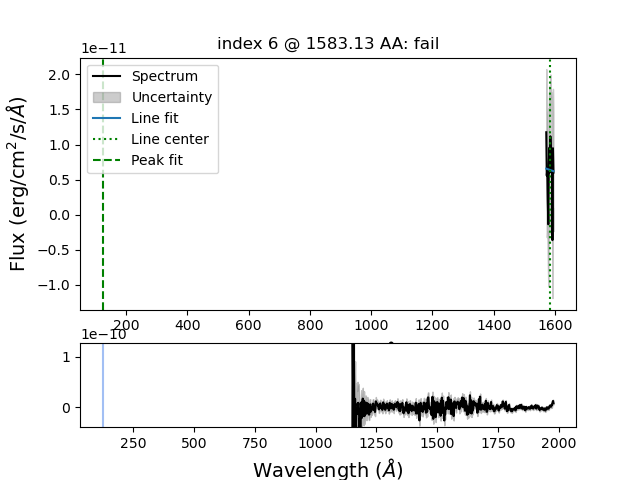 index 6 @ 1583.13 AA: fail
1e−11
2.0
1.5
1.0
0.5
0.0
−0.5
−1.0
Flux (erg/cm²/s/Å)
Spectrum
Uncertainty
Line fit
Line center
Peak fit
200 400 600 800 1000 1200 1400 1600
1e−10
1
0
250 500 750 1000 1250 1500 1750 2000
Wavelength (Å)